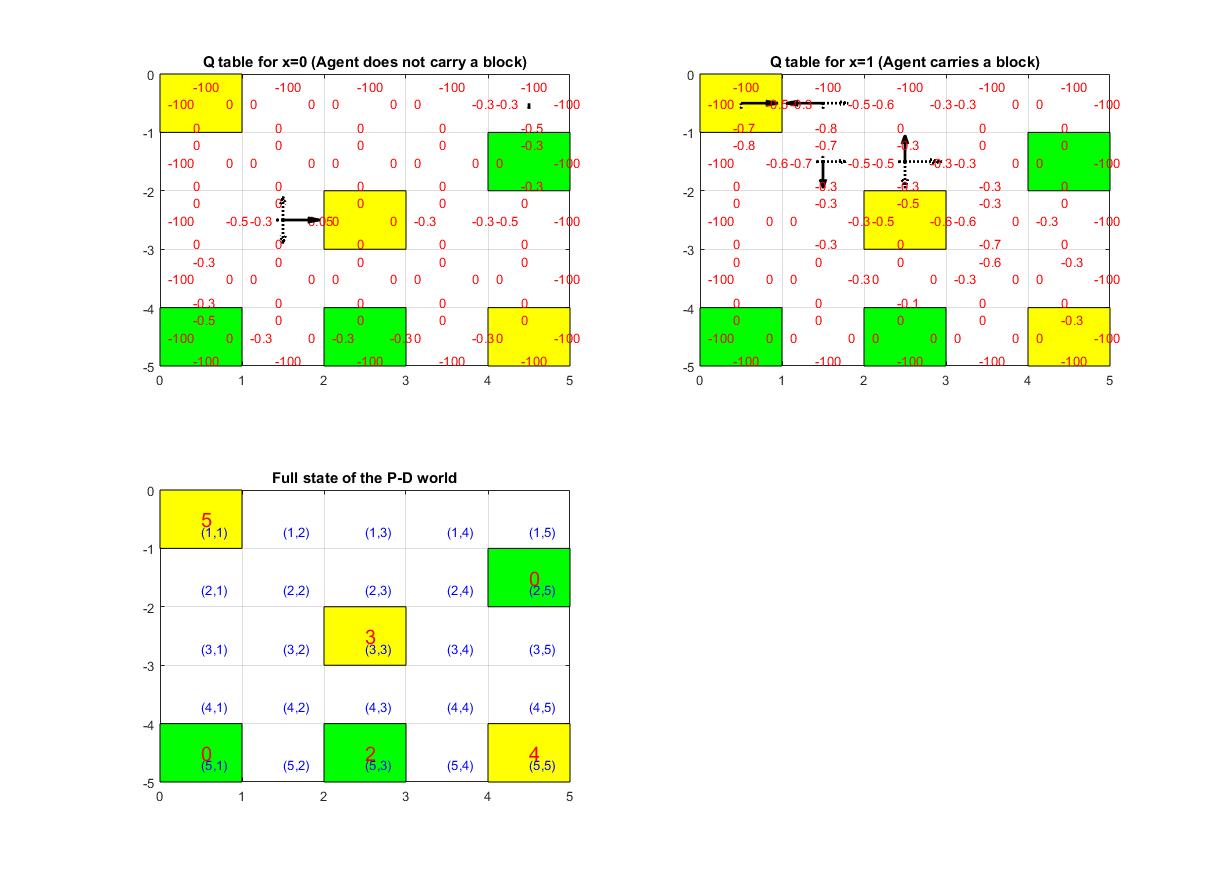 Q table for x=0 (Agent does not carry a block)
0
-100 -100 -100 -100 -100
-100 0 0 0 0 0 0 -0.3 -0.3 -100
0 0 0 0 -0.5
-1
0 0 0 -0.3
-100 0 0 0 0 0 0 0 0 -100
0 0 0 0 -0.3
-2
0 0 0 0
-100 -0.5 -0.3 0 0 -0.3 -0.3 -0.5 -100
0 0 0 0 0
-3
-0.3 0 0 0 0
-100 0 0 0 0 0 0 0 0 -100
-0.3 0 0 0 0
-4
-0.5 0 0 0 0
-100 0 -0.3 0 -0.3 -0.3 -0.3 -0.3 0
-100 -100 -100 -100 -100
-5
0 1 2 3 4 5
Q table for x=1 (Agent carries a block)
0
-100 -100 -100 -100 -100
-100 -0.5 -0.3 -0.5 -0.6 -0.3 -0.3 0 0 -100
-0.7 -0.8 0 0 0
-1
-0.8 -0.7 -0.3 0 0
-100 -0.6 -0.7 -0.5 -0.5 -0.3 -0.3 0 0 -100
0 -0.3 -0.3 -0.3 0
-2
0 -0.3 -0.5 -0.3 0
-100 0 0 -0.3 -0.5 -0.6 -0.6 0 -0.3 -100
0 -0.3 0 -0.7 0
-3
0 0 0 -0.6 -0.3
-100 0 0 -0.3 0 0 -0.3 0 0 -100
0 0 -0.1 0 0
-4
0 0 0 0 -0.3
-100 0 0 0 0 0 0 0 0 -100
-100 -100 -100 -100 -100
-5
0 1 2 3 4 5
Full state of the P-D world
0
5
(1,1) (1,2) (1,3) (1,4) (1,5)
-1
0
(2,1) (2,2) (2,3) (2,4) (2,5)
-2
3
(3,1) (3,2) (3,3) (3,4) (3,5)
-3
(4,1) (4,2) (4,3) (4,4) (4,5)
-4
0 2 4
(5,1) (5,2) (5,3) (5,4) (5,5)
-5
0 1 2 3 4 5